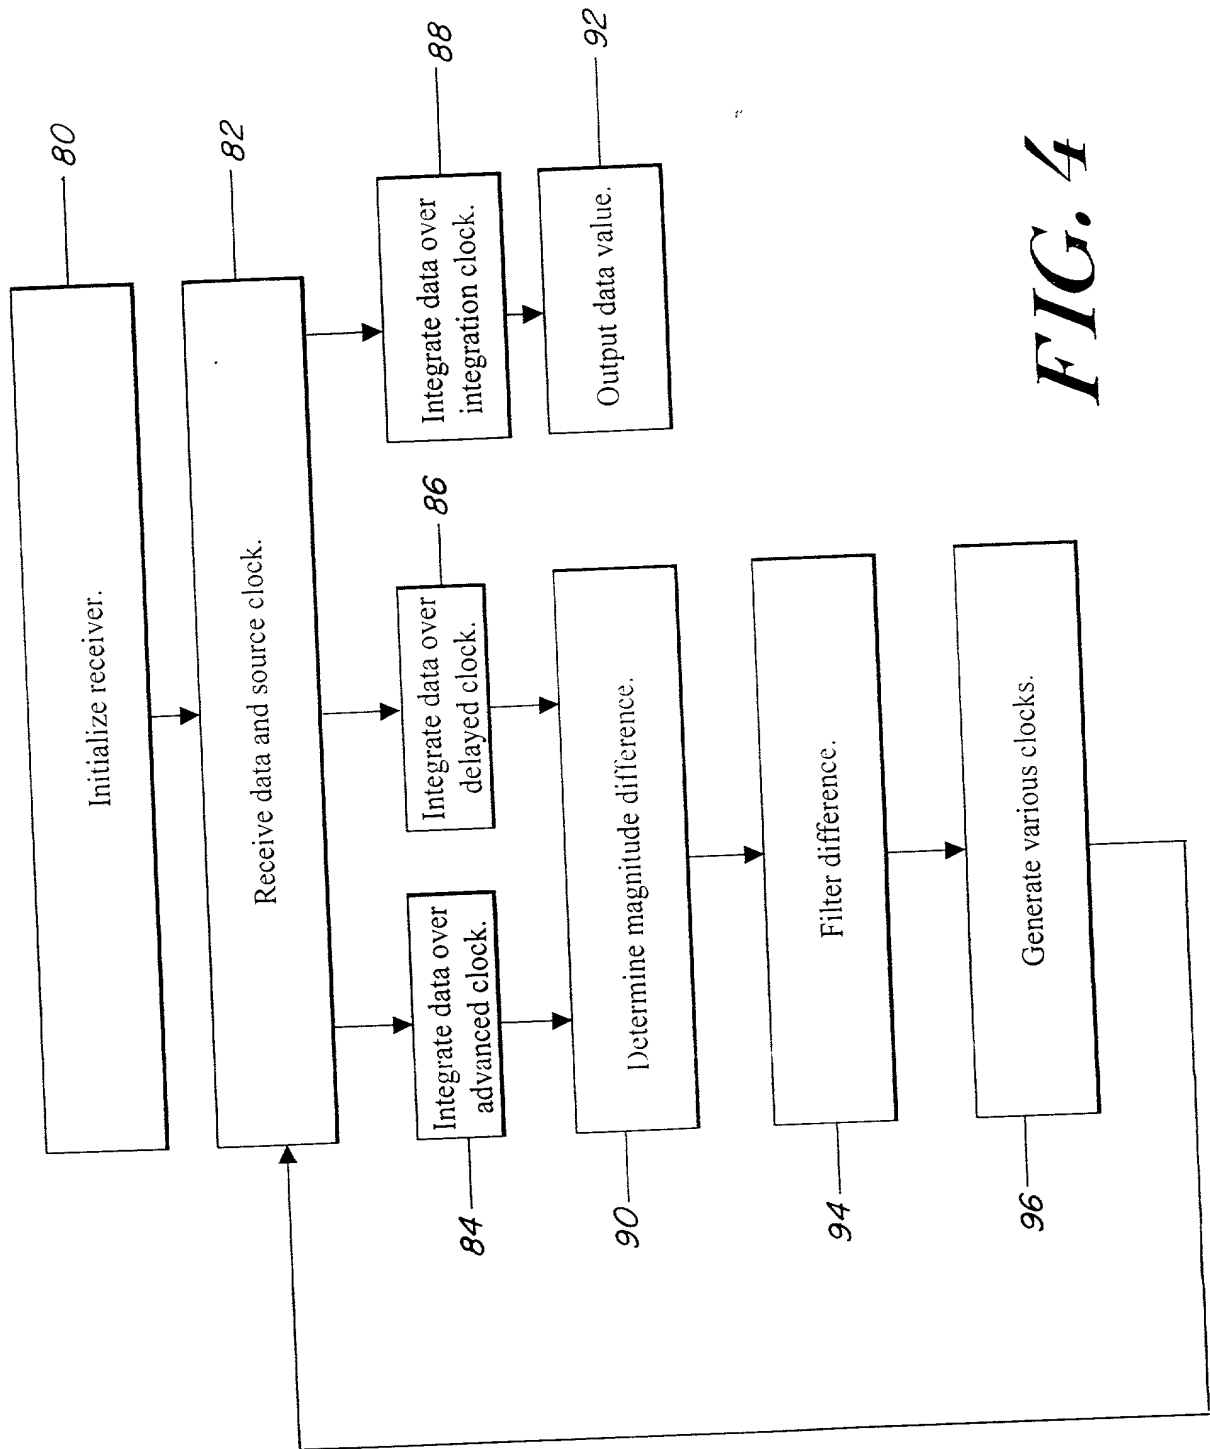 80
Initialize receiver.
82
Receive data and source clock.
84
Integrate data over
advanced clock.
86
Integrate data over
delayed clock.
88
Integrate data over
integration clock.
90
Determine magnitude difference.
92
Output data value.
94
Filter difference.
96
Generate various clocks.
FIG. 4